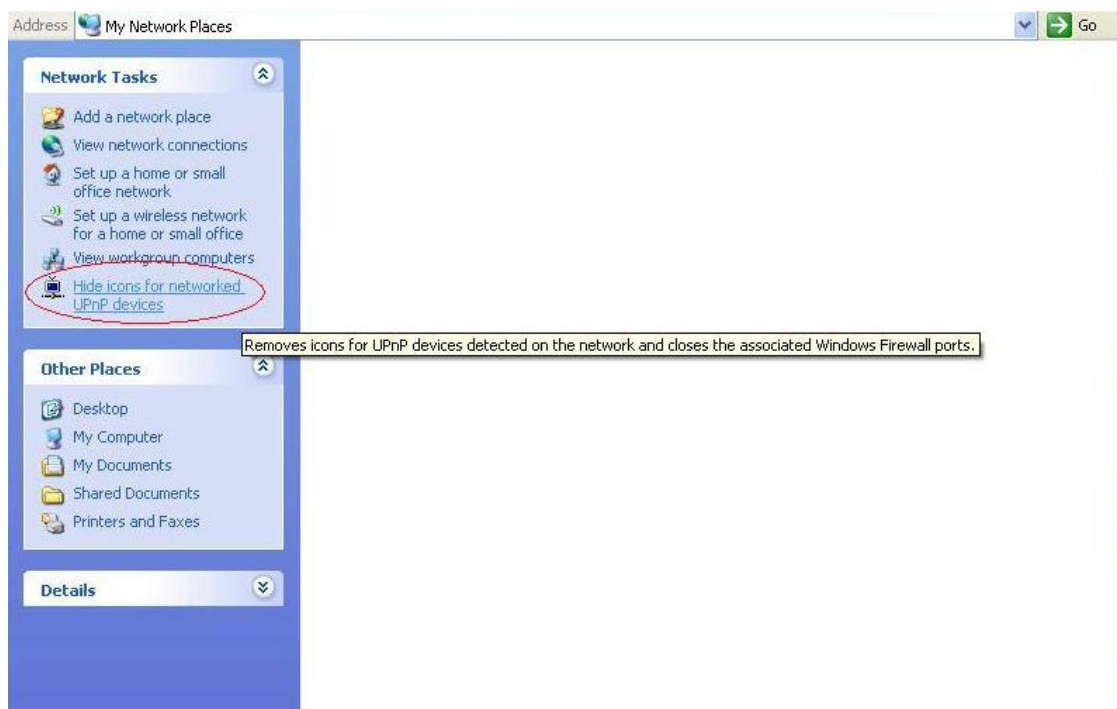 Address My Network Places Go
Network Tasks
Add a network place
View network connections
Set up a home or small
office network
Set up a wireless network
for a home or small office
View workgroup computers
Hide icons for networked
UPnP devices
Removes icons for UPnP devices detected on the network and closes the associated Windows Firewall ports.
Other Places
Desktop
My Computer
My Documents
Shared Documents
Printers and Faxes
Details